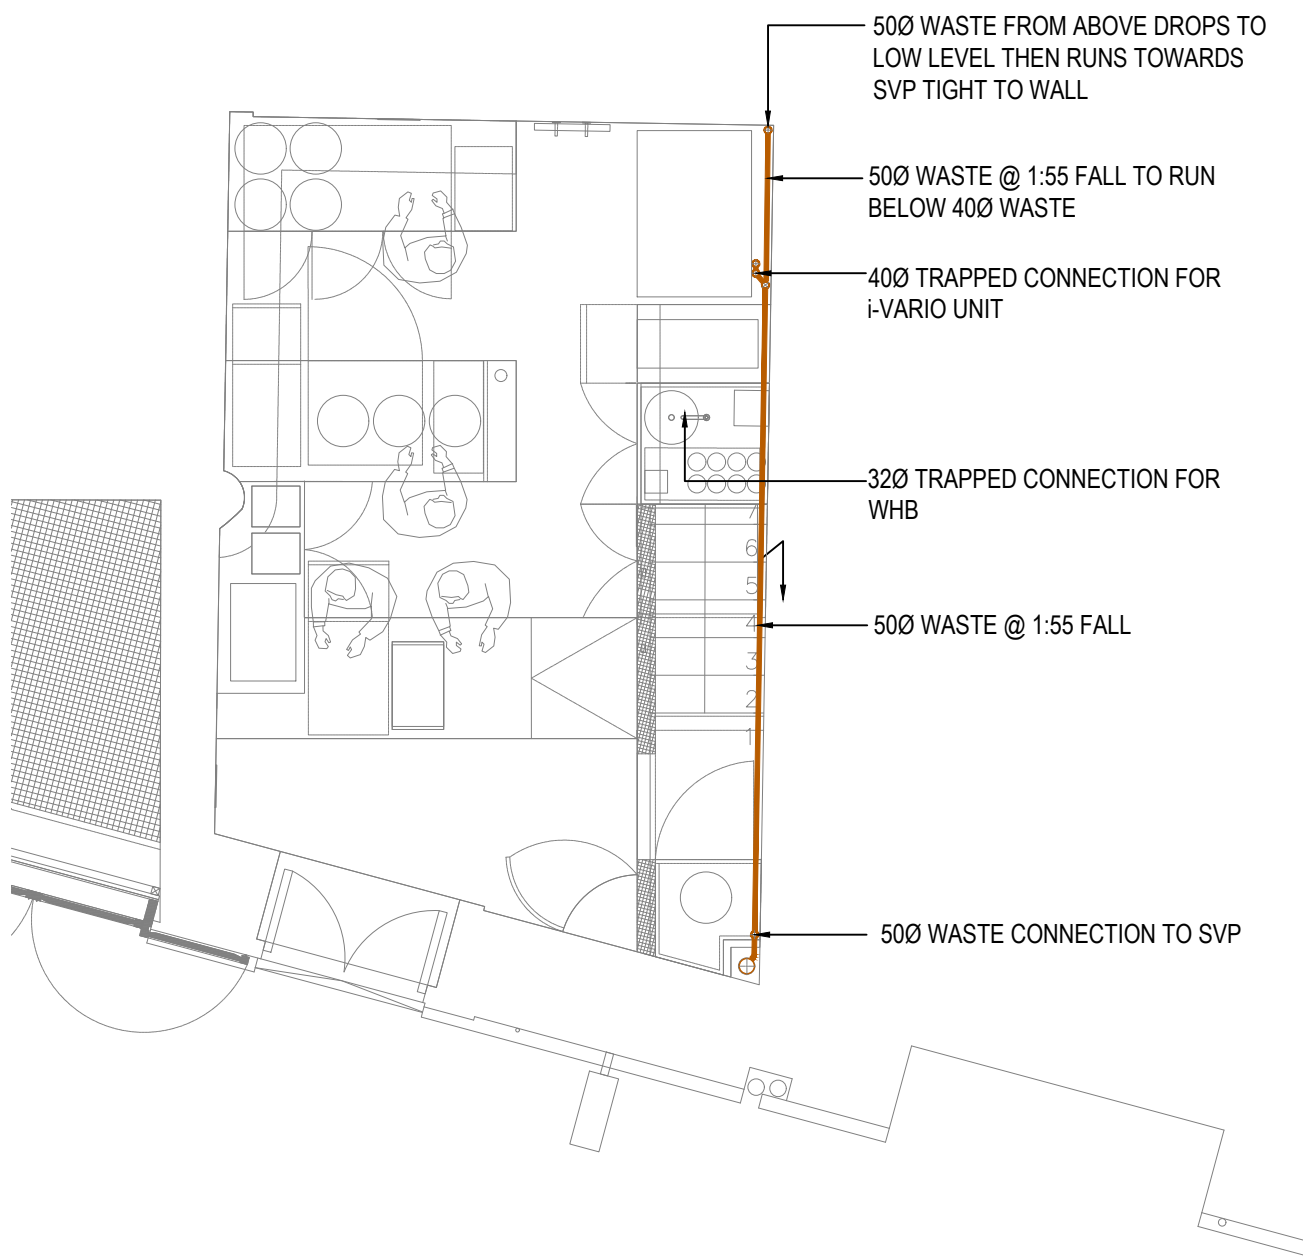 50Ø WASTE FROM ABOVE DROPS TO
LOW LEVEL THEN RUNS TOWARDS
SVP TIGHT TO WALL
50Ø WASTE @ 1:55 FALL TO RUN
BELOW 40Ø WASTE
40Ø TRAPPED CONNECTION FOR
i-VARIO UNIT
32Ø TRAPPED CONNECTION FOR
WHB
7
6
5
50Ø WASTE @ 1:55 FALL
4
3
2
1
50Ø WASTE CONNECTION TO SVP